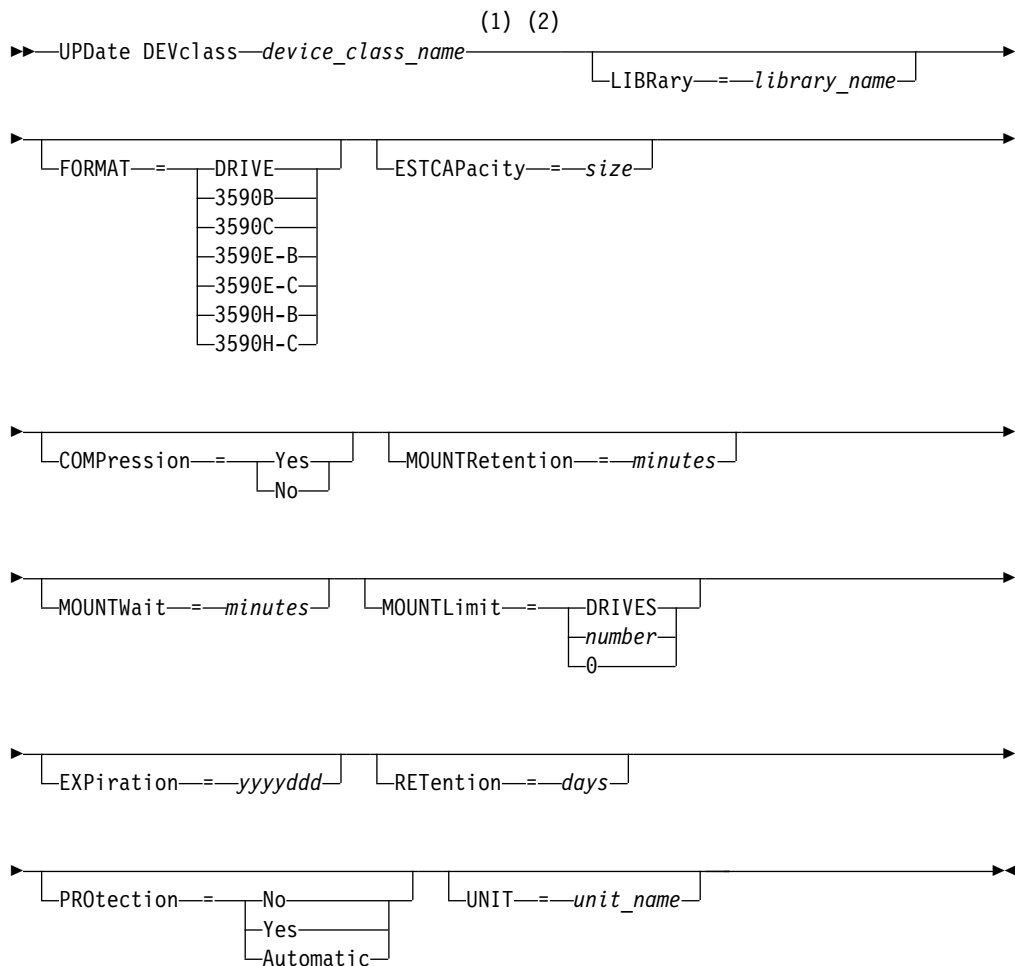 (1) (2)
UPDate DEVclass device_class_name
LIBRary = library_name
FORMAT = DRIVE
3590B
3590C
3590E-B
3590E-C
3590H-B
3590H-C
ESTCAPacity = size
COMPression = Yes
No
MOUNTRetention = minutes
MOUNTWait = minutes
MOUNTLimit = DRIVES
number
0
EXPiration = yyyyddd
RETention = days
PROtection = No
Yes
Automatic
UNIT = unit_name